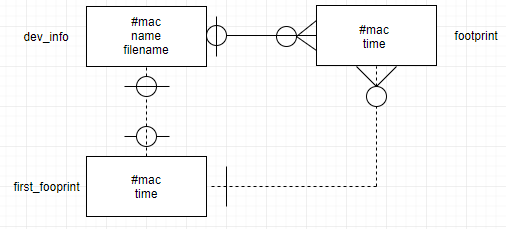 dev_info
#mac
name
filename
#mac
time
footprint
first_fooprint
#mac
time